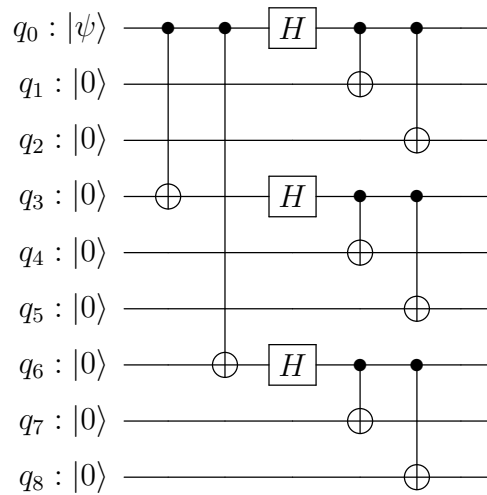 q₀ : |ψ⟩ H
q₁ : |0⟩
q₂ : |0⟩
q₃ : |0⟩ H
q₄ : |0⟩
q₅ : |0⟩
q₆ : |0⟩ H
q₇ : |0⟩
q₈ : |0⟩